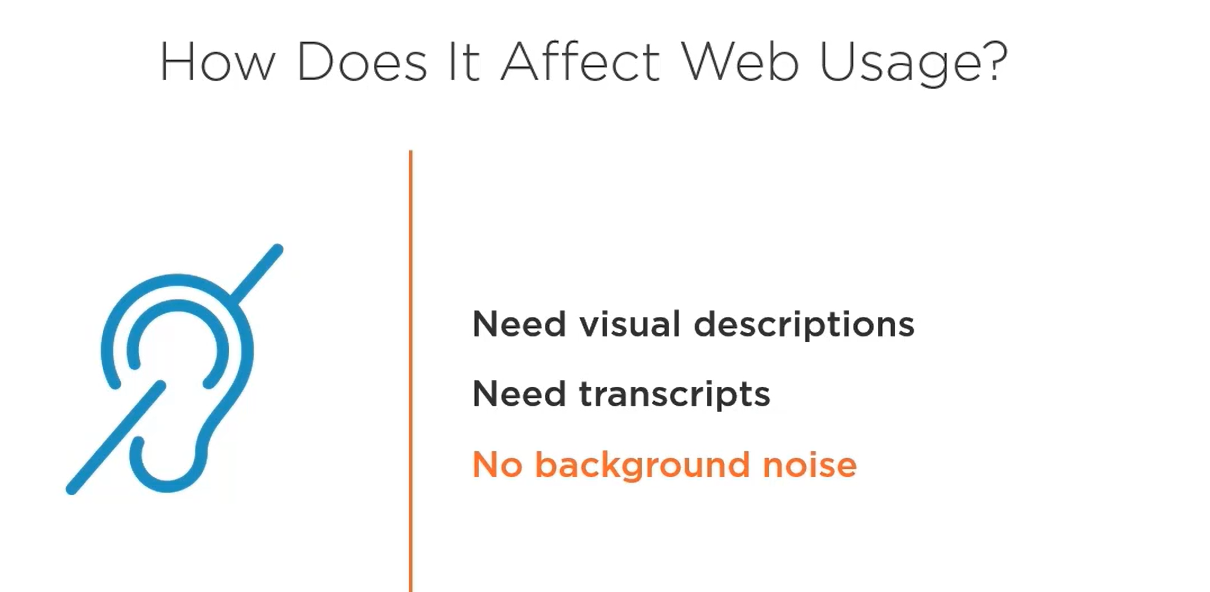 How Does It Affect Web Usage?
Need visual descriptions
Need transcripts
No background noise